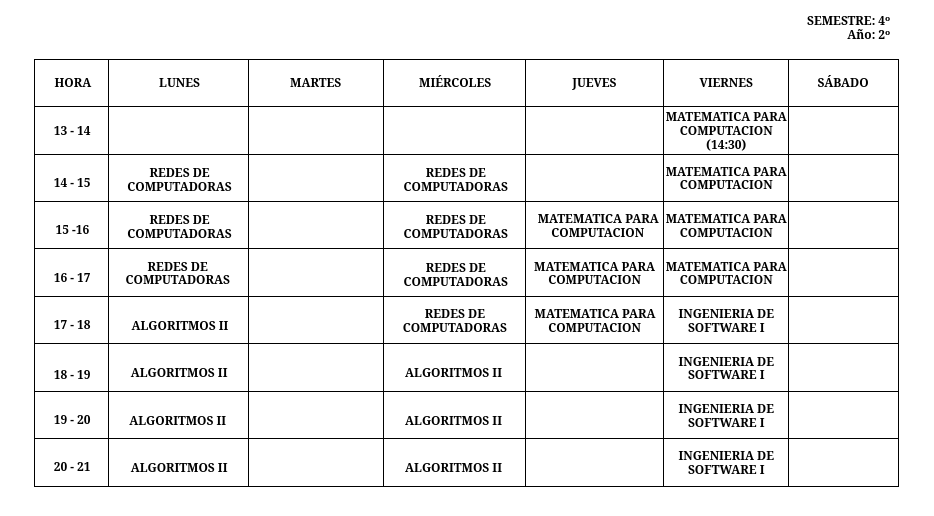 SEMESTRE: 4º
Año: 2º
HORA LUNES MARTES MIÉRCOLES JUEVES VIERNES SÁBADO
13 - 14
MATEMATICA PARA
COMPUTACION
(14:30)
14 - 15
REDES DE
COMPUTADORAS
REDES DE
COMPUTADORAS
MATEMATICA PARA
COMPUTACION
15 -16
REDES DE
COMPUTADORAS
REDES DE
COMPUTADORAS
MATEMATICA PARA
COMPUTACION
MATEMATICA PARA
COMPUTACION
16 - 17
REDES DE
COMPUTADORAS
REDES DE
COMPUTADORAS
MATEMATICA PARA
COMPUTACION
MATEMATICA PARA
COMPUTACION
17 - 18
ALGORITMOS II
REDES DE
COMPUTADORAS
MATEMATICA PARA
COMPUTACION
INGENIERIA DE
SOFTWARE I
18 - 19
ALGORITMOS II
ALGORITMOS II
INGENIERIA DE
SOFTWARE I
19 - 20
ALGORITMOS II
ALGORITMOS II
INGENIERIA DE
SOFTWARE I
20 - 21
ALGORITMOS II
ALGORITMOS II
INGENIERIA DE
SOFTWARE I